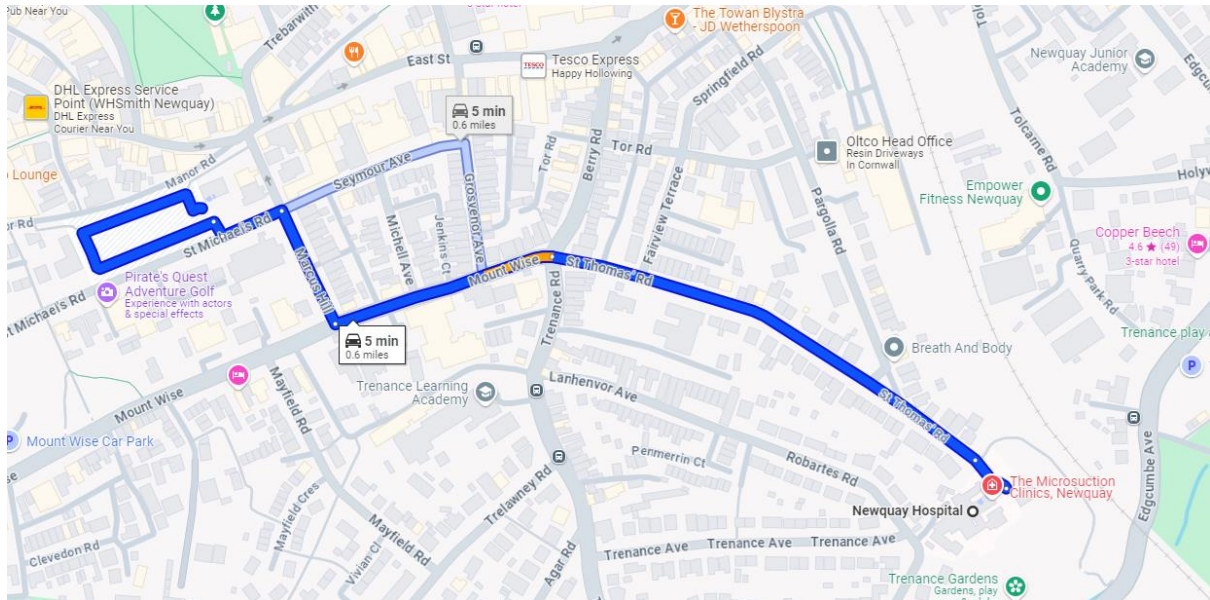 Pub Near You
Trebarwith
East St
The Towan Blystra
- JD Wetherspoon
Tesco Express
Happy Hollowing
TESCO
Springfield Rd
Newquay Junior
Academy
Edgcu
DHL Express Service
Point (WHSmith Newquay)
DHL Express
Courier Near You
5 min
0.6 miles
Berry Rd
Tor Rd
Tor Rd
Tolcarne Rd
Oltco Head Office
Resin Driveways
In Cornwall
Manor Rd
Lounge
Seymour Ave
Grosvenor Ave
Empower
Fitness Newquay
Holyw
Fairview Terrace
Pargolla Rd
Michell Ave
Jenkins Ct
St Michael's Rd
Marcus Hill
Copper Beech
4.6 ★ (49)
3-star hotel
Quarry Park Rd
Pirate's Quest
Adventure Golf
Experience with actors
& special effects
Mount Wise
St Thomas Rd
Trenance Rd
t Michael's Rd
5 min
0.6 miles
Breath And Body
Trenance play a
P
Trenance Learning
Academy
Lanhenvor Ave
Mount Wise
Mayfield Rd
St Thomas Rd
P
Mount Wise Car Park
Penmerrin Ct
Robartes Rd
Edgcumbe Ave
The Microsuction
Clinics, Newquay
Newquay Hospital
Trelawney Rd
Mayfield Cres
Mayfield Rd
Clevedon Rd
Vivian Cl
Agar Rd
Trenance Ave
Trenance Ave
Trenance Ave
Trenance Gardens
Gardens, play